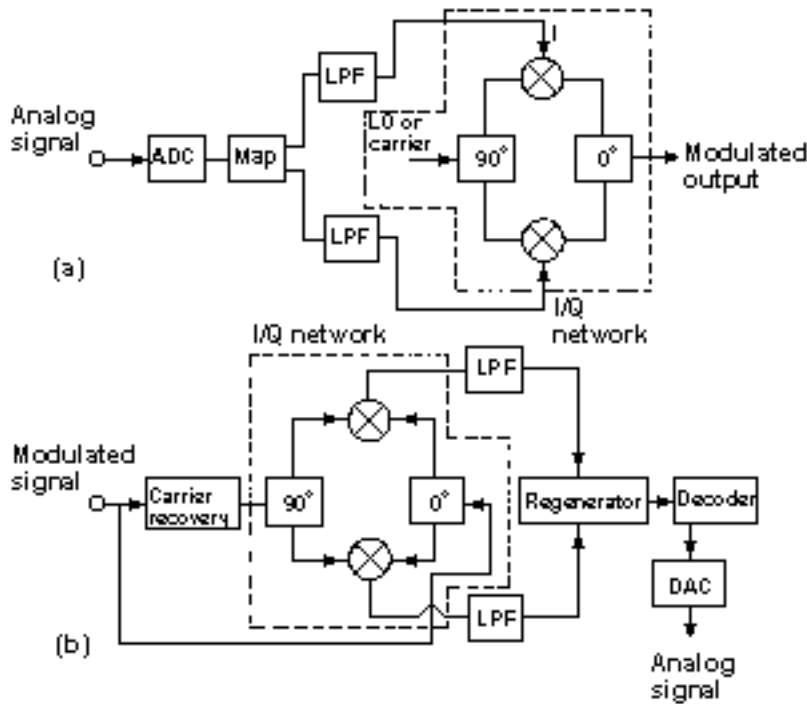 Analog
signal
ADC
Map
LPF
LPF
I
LO or
carrier
90°
0°
Modulated
output
(a)
I/Q
network
I/Q network
LPF
Modulated
signal
Carrier
recovery
90°
0°
Regenerator
Decoder
LPF
DAC
(b)
Analog
signal